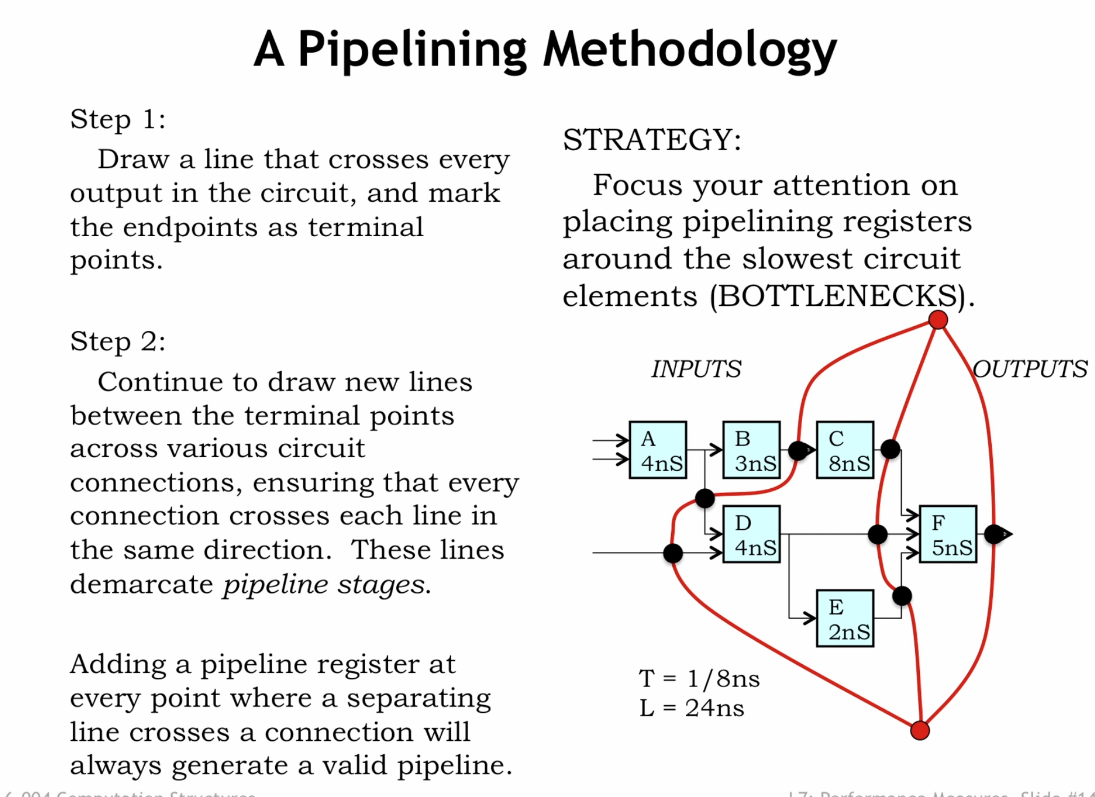 A Pipelining Methodology
Step 1:
Draw a line that crosses every
output in the circuit, and mark
the endpoints as terminal
points.
Step 2:
Continue to draw new lines
between the terminal points
across various circuit
connections, ensuring that every
connection crosses each line in
the same direction. These lines
demarcate pipeline stages.
Adding a pipeline register at
every point where a separating
line crosses a connection will
always generate a valid pipeline.
STRATEGY:
Focus your attention on
placing pipelining registers
around the slowest circuit
elements (BOTTLENECKS).
INPUTS
OUTPUTS
A
4nS
B
3nS
C
8nS
D
4nS
F
5nS
E
2nS
T = 1/8ns
L = 24ns